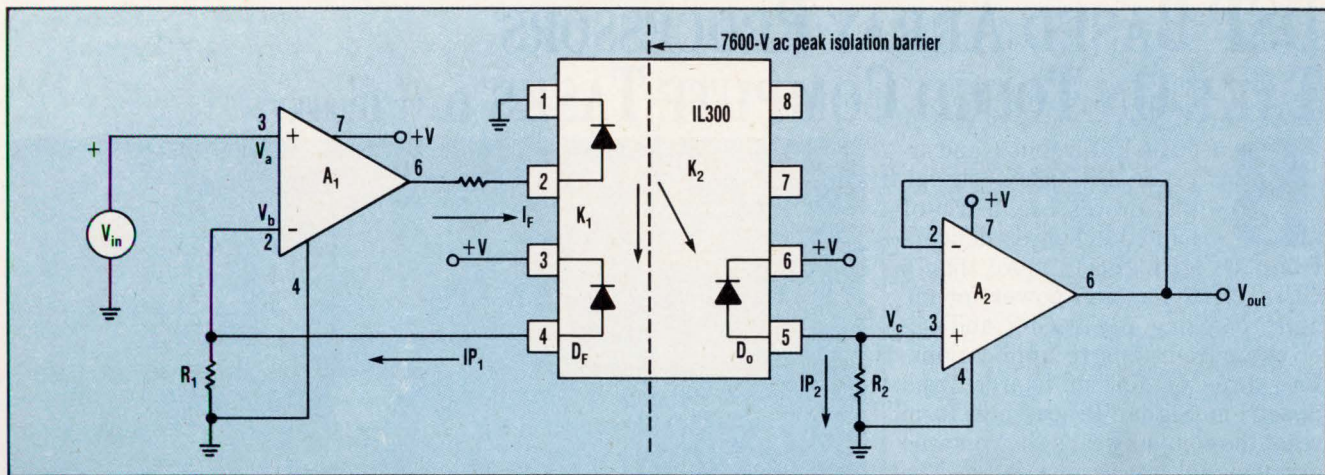 7600-V ac peak isolation barrier
1
8
IL300
3
+
7
+V
+
Va
A1
6
2
K2
7
Vin
Vb
−
2
IF
K1
+V
2
−
7
4
+V
3
6
+V
A2
6
Vout
4
5
Vc
3
+
R1
IP1
DF
Do
IP2
R2
4